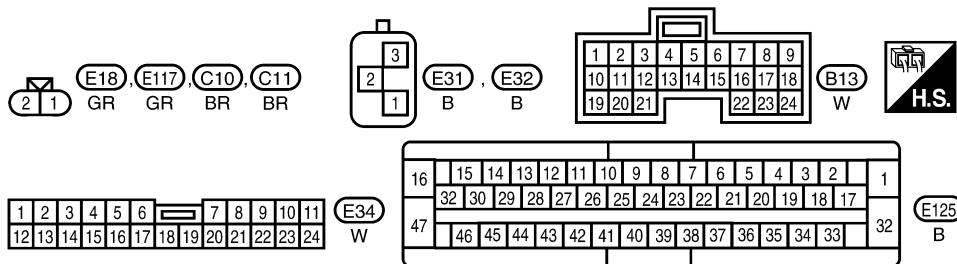 2 1
E18 , E117 , C10 , C11
GR GR BR BR
3
2
1
E31 , E32
B B
1 2 3 4 5 6 7 8 9
10 11 12 13 14 15 16 17 18
19 20 21 22 23 24
B13
W
H.S.
1 2 3 4 5 6 7 8 9 10 11
12 13 14 15 16 17 18 19 20 21 22 23 24
E34
W
16 15 14 13 12 11 10 9 8 7 6 5 4 3 2 1
32 30 29 28 27 26 25 24 23 22 21 20 19 18 17
47 46 45 44 43 42 41 40 39 38 37 36 35 34 33 32
E125
B